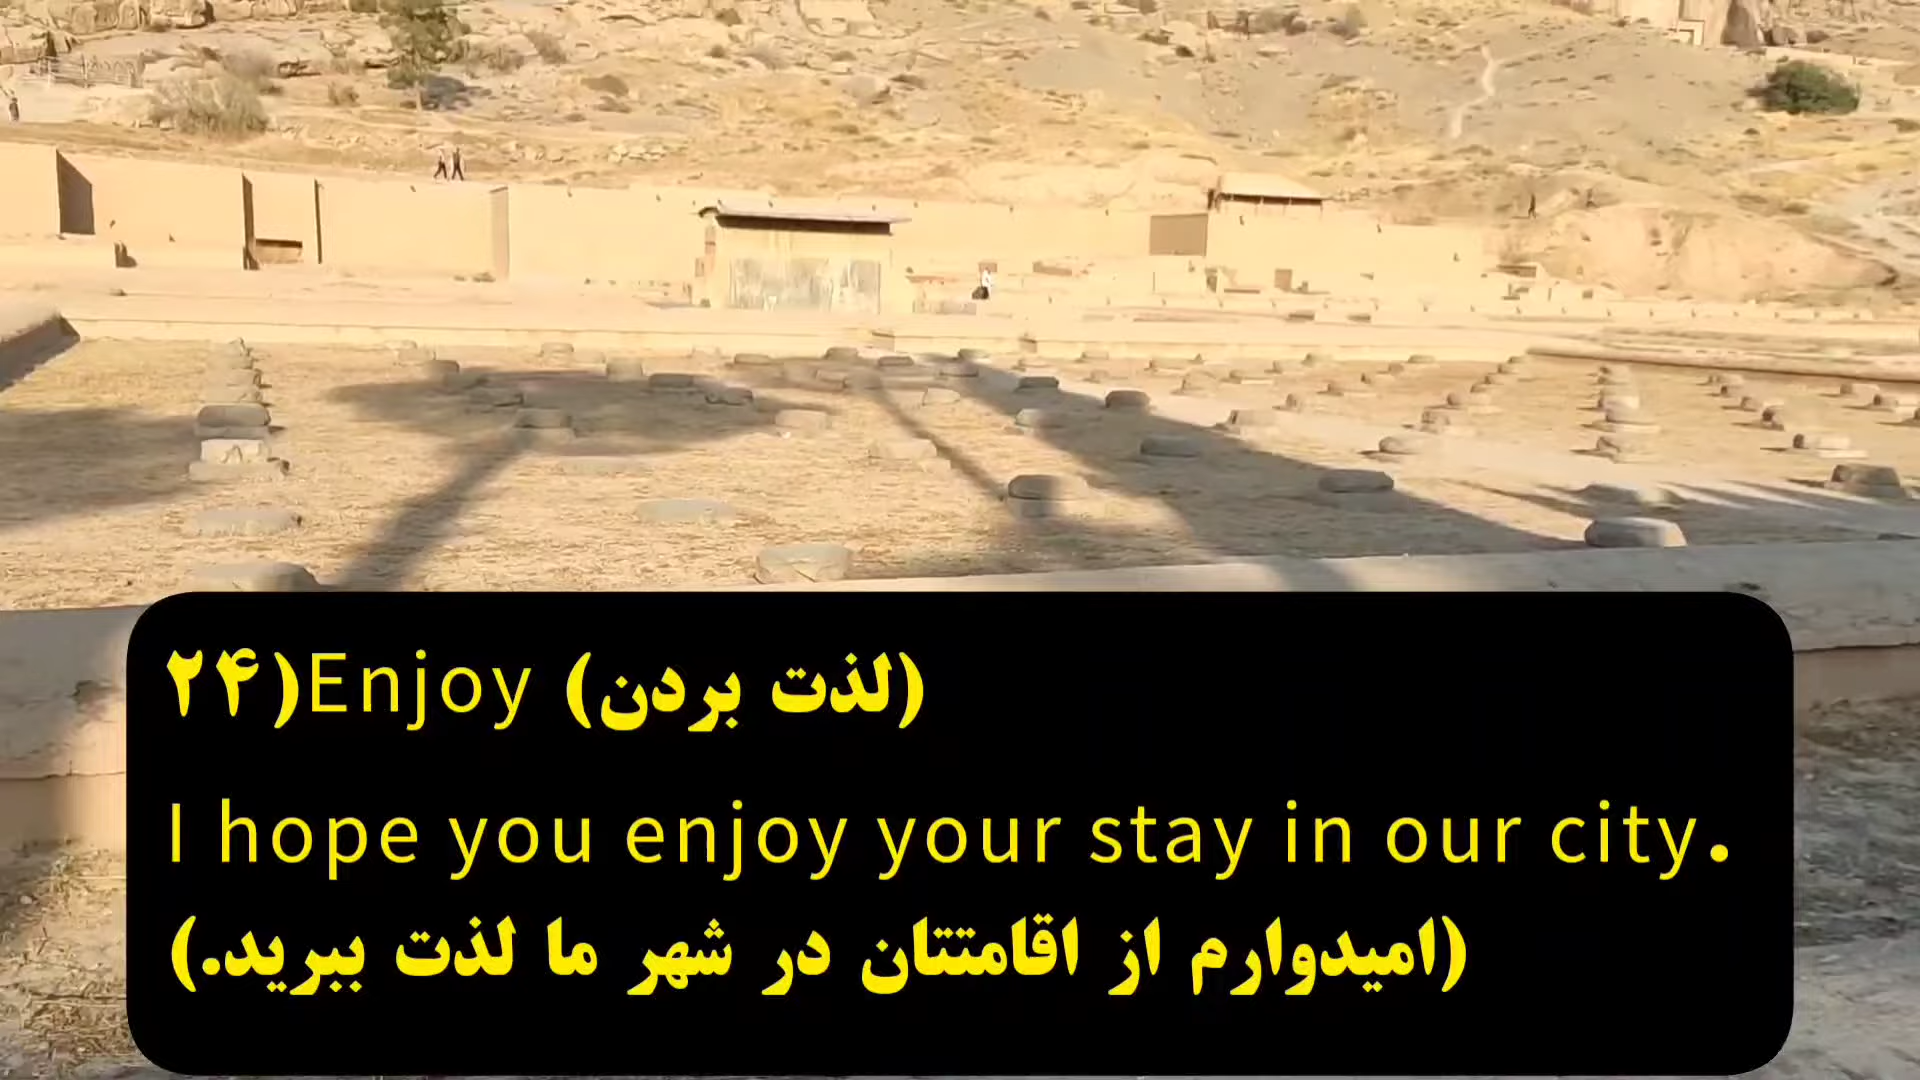 ۲۴)Enjoy (لذت بردن)
I hope you enjoy your stay in our city.
(امیدوارم از اقامتتان در شهر ما لذت ببرید.)